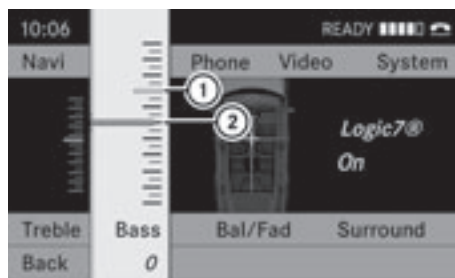 10:06 READY
Navi Phone Video System
1
2
Logic7®
On
Treble Bass Bal/Fad Surround
Back 0